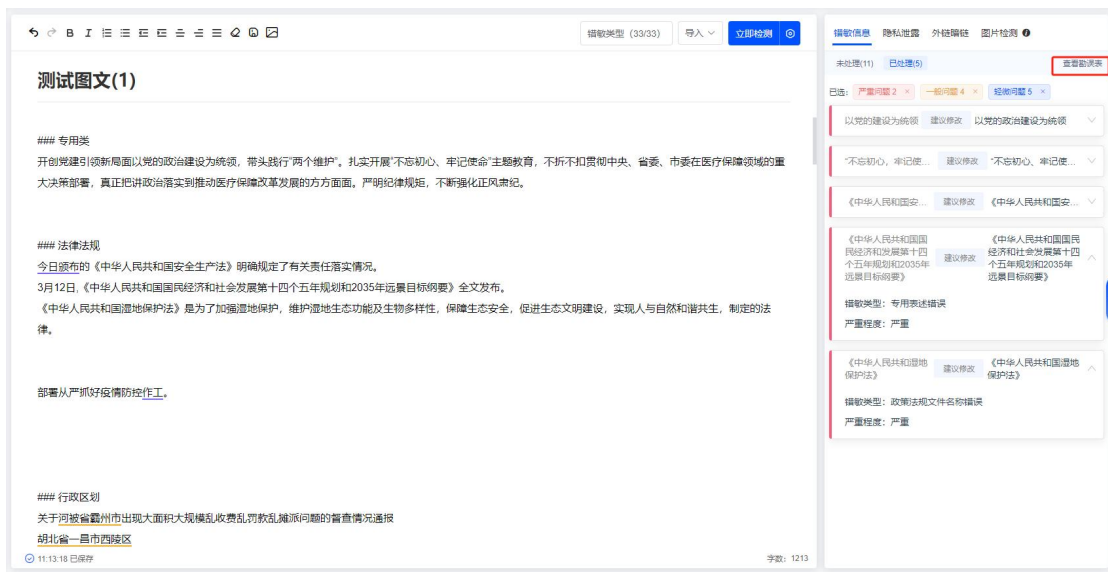 错敏类型 (33/33)
导入
立即检测
测试图文(1)
### 专用类
开创党建引领新局面以党的政治建设为统领，带头践行“两个维护”。扎实开展“不忘初心、牢记使命”主题教育，不折不扣贯彻中央、省委、市委在医疗保障领域的重
大决策部署，真正把讲政治落实到推动医疗保障改革发展的方方面面。严明纪律规矩，不断强化正风肃纪。
### 法律法规
今日颁布的《中华人民共和国安全生产法》明确规定了有关责任落实情况。
3月12日,《中华人民共和国国民经济和社会发展第十四个五年规划和2035年远景目标纲要》全文发布。
《中华人民共和国湿地保护法》是为了加强湿地保护，维护湿地生态功能及生物多样性，保障生态安全，促进生态文明建设，实现人与自然和谐共生，制定的法
律。
部署从严抓好疫情防控作工。
### 行政区划
关于河被省霸州市出现大面积大规模乱收费乱罚款乱摊派问题的督查情况通报
胡北省一昌市西陵区
11:13:18 已保存
字数：1213
错敏信息 隐私泄露 外链暗链 图片检测
未处理(11) 已处理(5) 查看勘误表
已选： 严重问题 2 × 一般问题 4 × 轻微问题 5 ×
以党的建设为统领 建议修改 以党的政治建设为统领
“不忘初心，牢记使... 建议修改 “不忘初心、牢记使...
《中华人民和国安... 建议修改 《中华人民共和国安...
《中华人民共和国国
民经济和发展第十四
个五年规划和2035年
远景目标纲要》
建议修改
《中华人民共和国国民
经济和社会发展第十四
个五年规划和2035年
远景目标纲要》
错敏类型：专用表述错误
严重程度：严重
《中华人民共和湿地
保护法》
建议修改
《中华人民共和国湿地
保护法》
错敏类型：政策法规文件名称错误
严重程度：严重